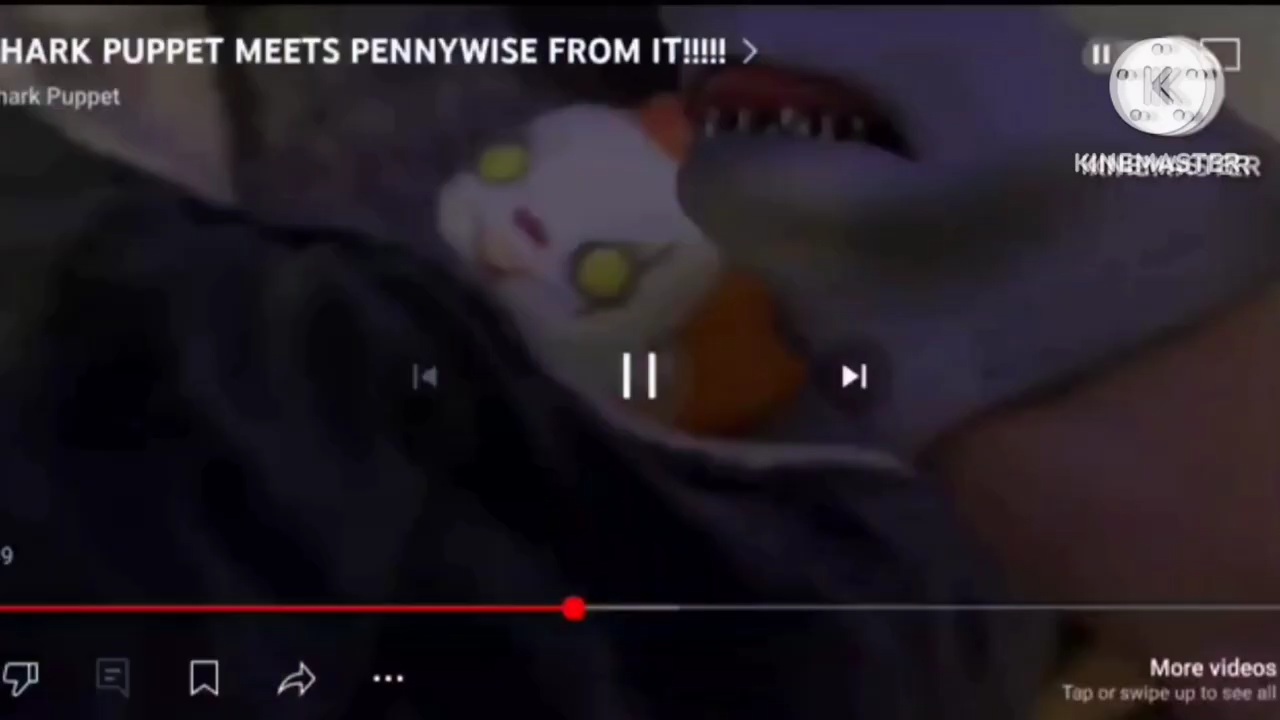 HARK PUPPET MEETS PENNYWISE FROM IT!!!!!
hark Puppet
K
KINEMASTER
KINEMASTER
9
More videos
Tap or swipe up to see all